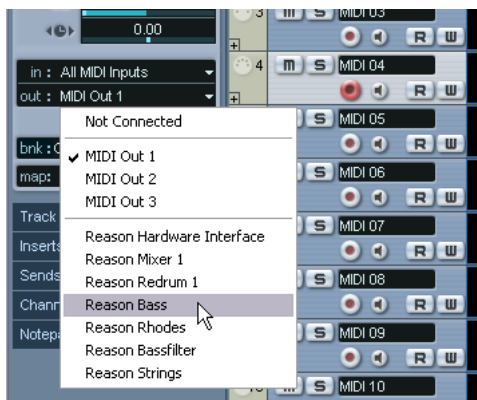 0.00
in : All MIDI Inputs
out : MIDI Out 1
Not Connected
bnk :
✓ MIDI Out 1
map:
MIDI Out 2
MIDI Out 3
Track
Reason Hardware Interface
Inserts
Reason Mixer 1
Sends
Reason Redrum 1
Chann
Reason Bass
Notep
Reason Rhodes
Reason Bassfilter
Reason Strings
3 m S MIDI 03
R W
4 m S MIDI 04
R W
S MIDI 05
R W
S MIDI 06
R W
S MIDI 07
R W
S MIDI 08
R W
S MIDI 09
R W
m S MIDI 10